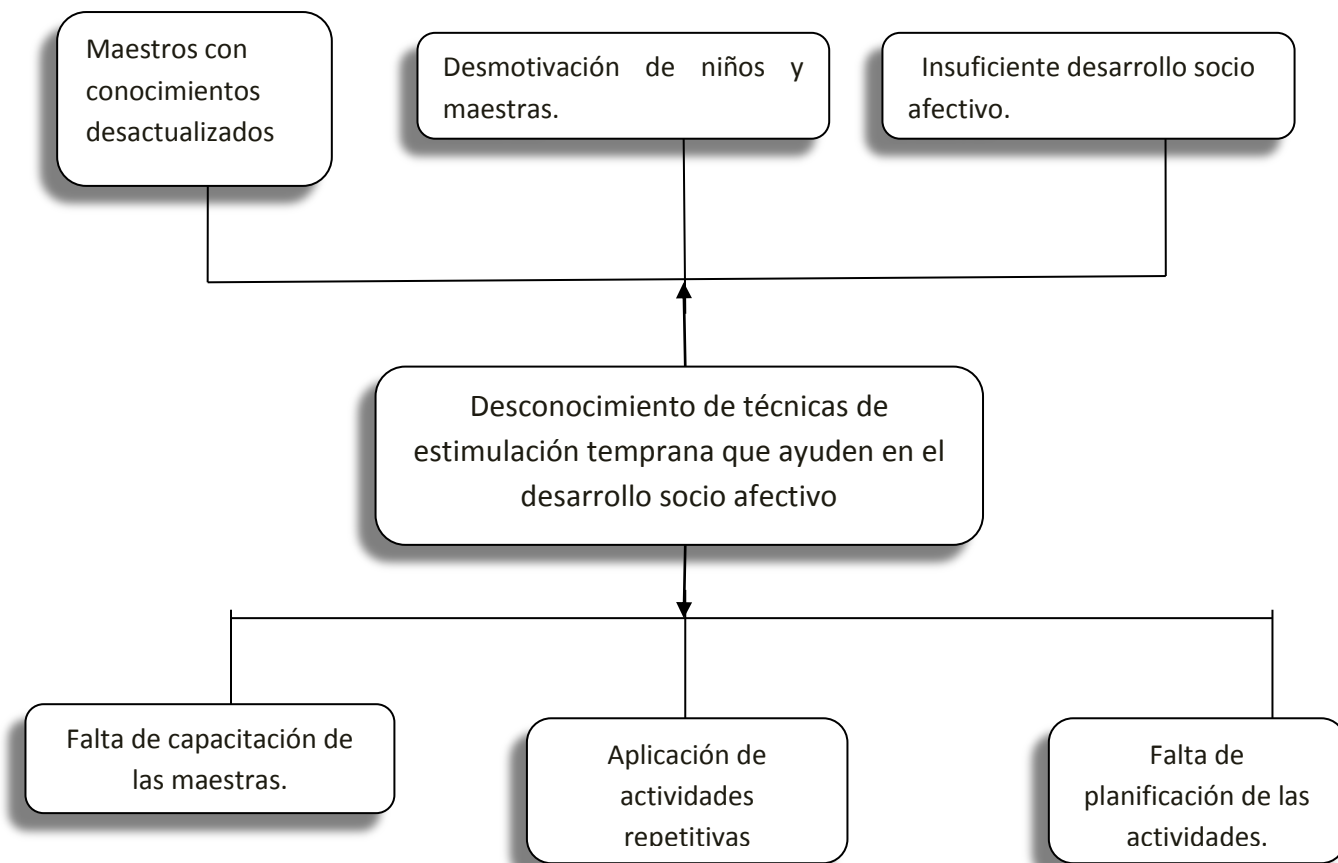 Maestros con
conocimientos
desactualizados
Desmotivación de niños y
maestras.
Insuficiente desarrollo socio
afectivo.
Desconocimiento de técnicas de
estimulación temprana que ayuden en el
desarrollo socio afectivo
Falta de capacitación de
las maestras.
Aplicación de
actividades
repetitivas
Falta de
planificación de las
actividades.